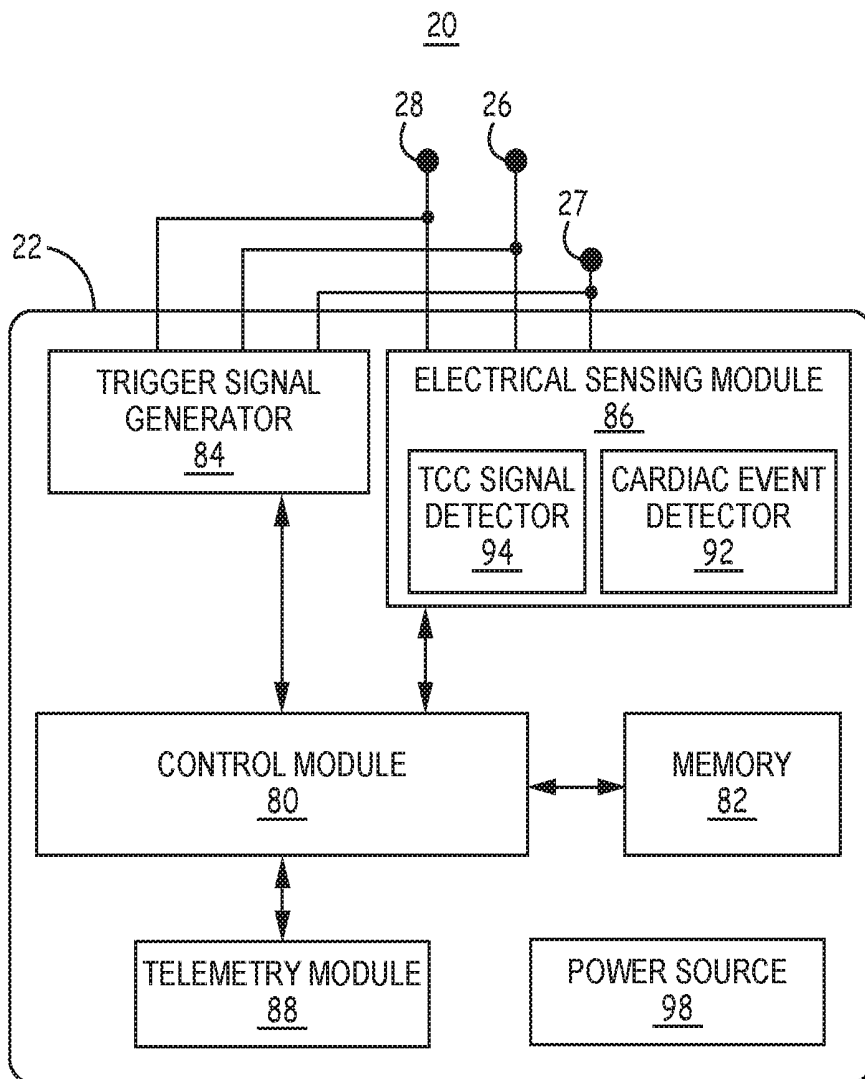 20
28
26
27
22
TRIGGER SIGNAL
GENERATOR
84
ELECTRICAL SENSING MODULE
86
TCC SIGNAL
DETECTOR
94
CARDIAC EVENT
DETECTOR
92
CONTROL MODULE
80
MEMORY
82
TELEMETRY MODULE
88
POWER SOURCE
98